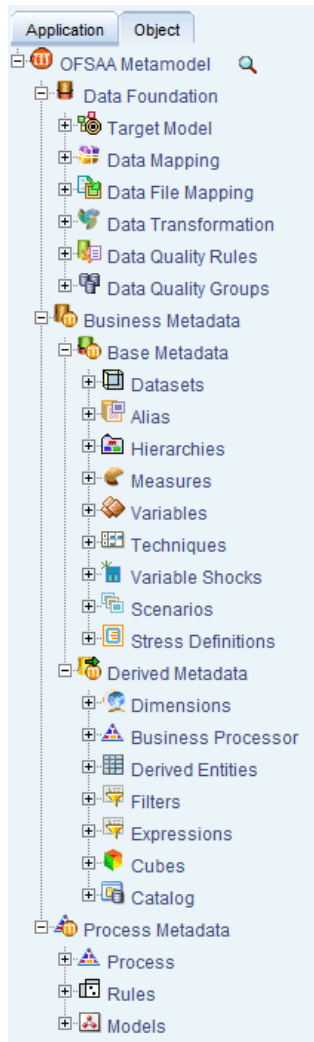 Application Object
OFSAA Metamodel
Data Foundation
Target Model
Data Mapping
Data File Mapping
Data Transformation
Data Quality Rules
Data Quality Groups
Business Metadata
Base Metadata
Datasets
Alias
Hierarchies
Measures
Variables
Techniques
Variable Shocks
Scenarios
Stress Definitions
Derived Metadata
Dimensions
Business Processor
Derived Entities
Filters
Expressions
Cubes
Catalog
Process Metadata
Process
Rules
Models